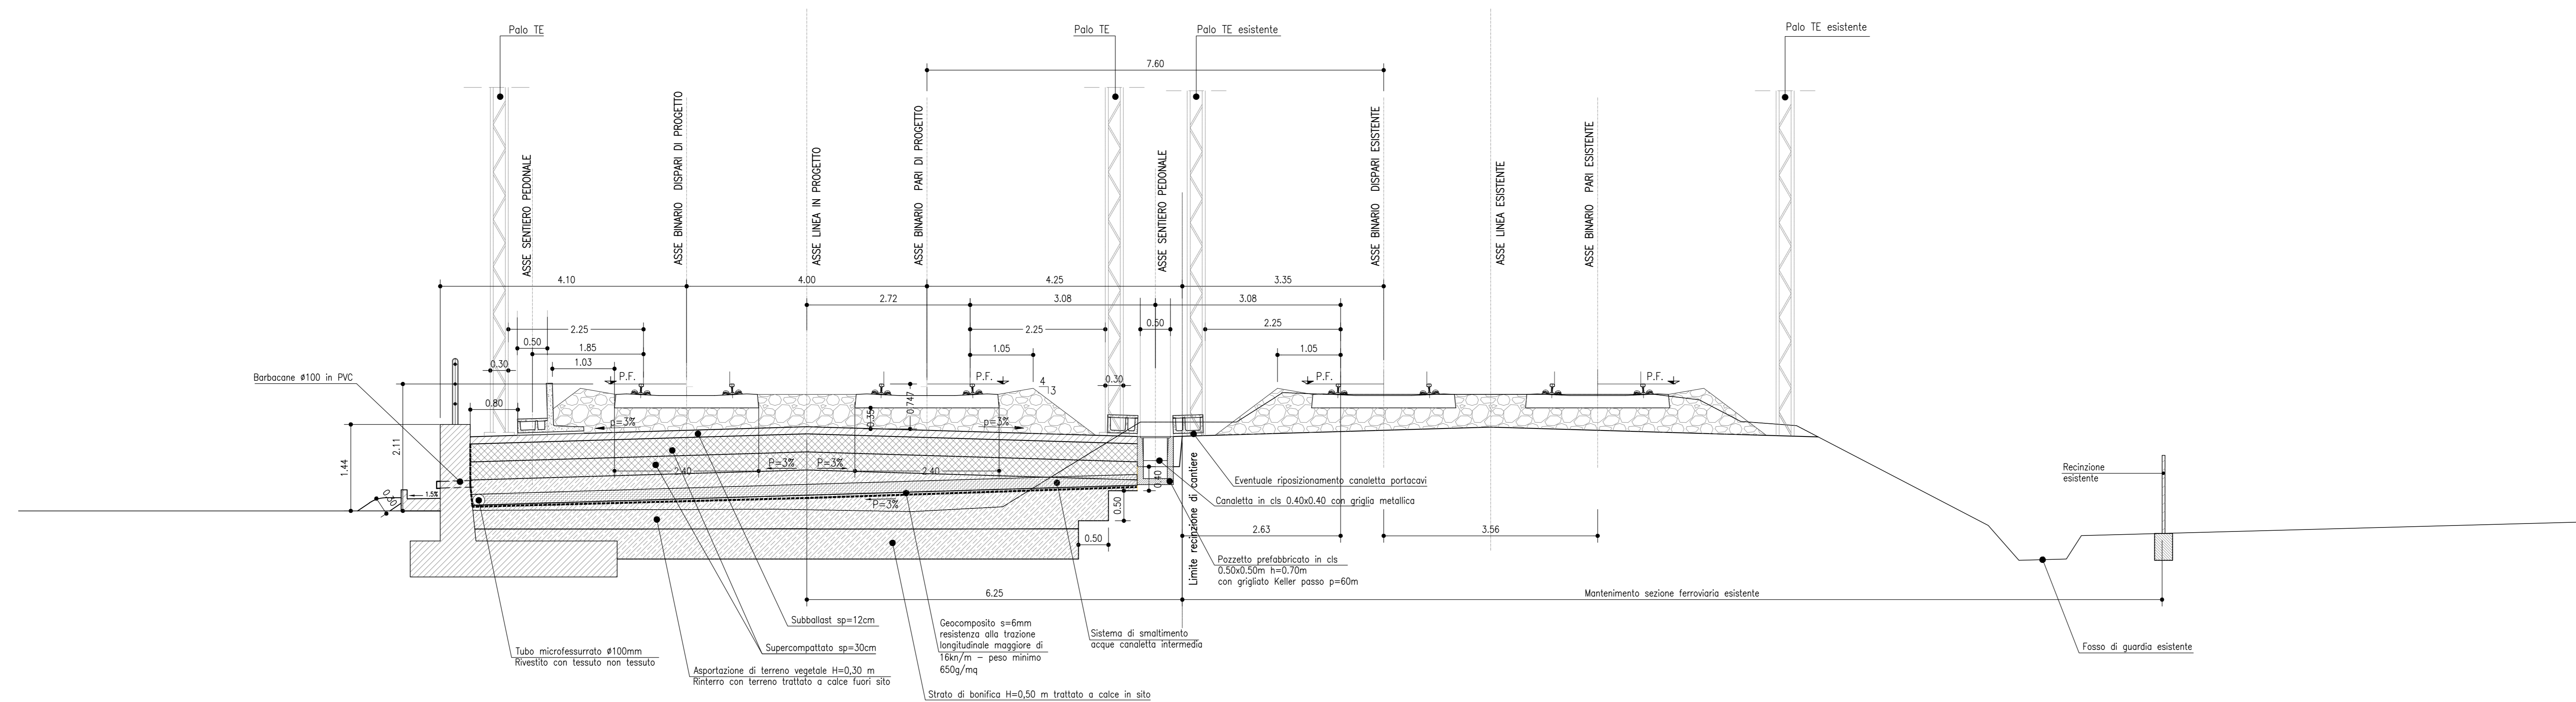 Palo TE
Palo TE
Palo TE esistente
Palo TE esistente
7.60
ASSE SENTIERO PEDONALE
ASSE BINARIO DISPARI DI PROGETTO
ASSE LINEA IN PROGETTO
ASSE BINARIO PARI DI PROGETTO
ASSE SENTIERO PEDONALE
ASSE BINARIO DISPARI ESISTENTE
ASSE LINEA ESISTENTE
ASSE BINARIO PARI ESISTENTE
4.10
4.00
4.25
3.35
2.72
3.08
3.08
2.25
2.25
0.50
2.25
0.50
1.85
1.05
1.05
1.03
0.30
0.30
Barbacane ø100 in PVC
P.F.
P.F.
P.F.
P.F.
4
3
0.80
0.35
0.747
p=3%
p=3%
1.44
2.11
2.40
P=3%
P=3%
2.40
0.40
0.30
1.5%
P=3%
0.50
0.50
Limite recinzione di cantiere
Recinzione
esistente
Eventuale riposizionamento canaletta portacavi
Canaletta in cls 0.40x0.40 con griglia metallica
2.63
3.56
Pozzetto prefabbricato in cls
0.50x0.50m h=0.70m
con grigliato Keller passo p=60m
6.25
Mantenimento sezione ferroviaria esistente
Subballast sp=12cm
Supercompattato sp=30cm
Geocomposito s=6mm
resistenza alla trazione
longitudinale maggiore di
16kn/m – peso minimo
650g/mq
Sistema di smaltimento
acque canaletta intermedia
Tubo microfessurrato ø100mm
Rivestito con tessuto non tessuto
Asportazione di terreno vegetale H=0,30 m
Rinterro con terreno trattato a calce fuori sito
Strato di bonifica H=0,50 m trattato a calce in sito
Fosso di guardia esistente